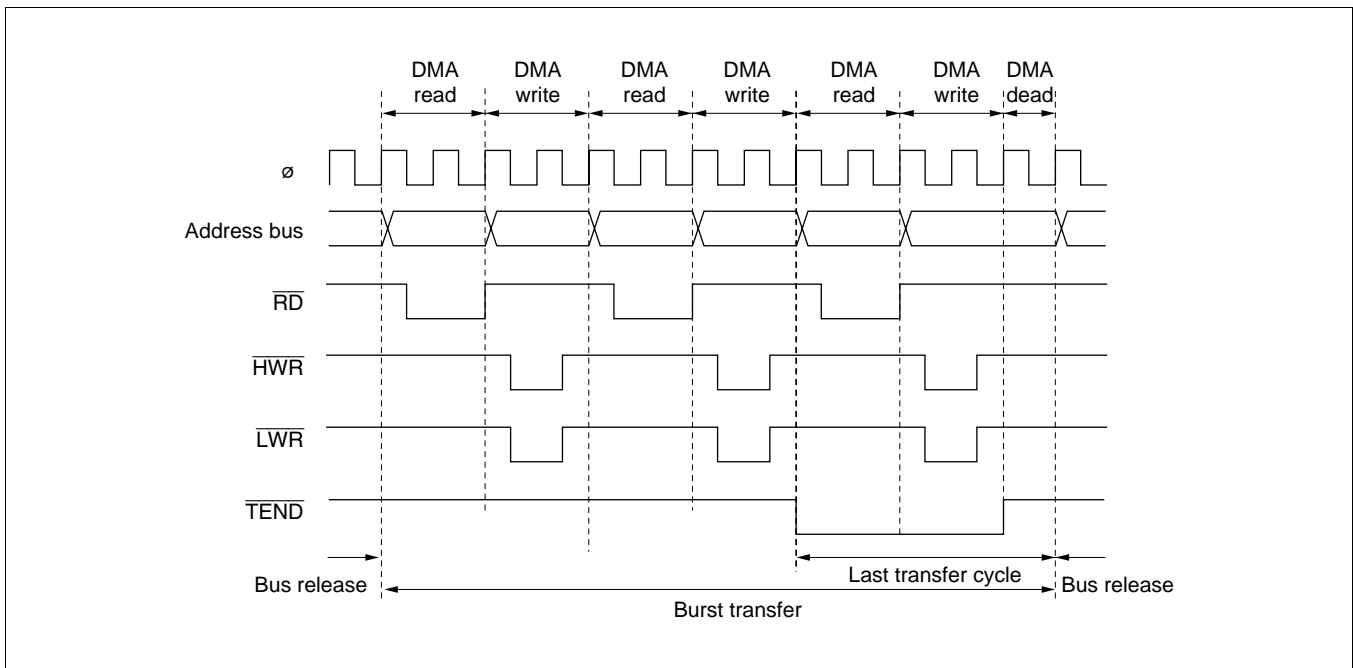 DMA read
DMA write
DMA read
DMA write
DMA read
DMA write
DMA dead
ø
Address bus
RD
HWR
LWR
TEND
Last transfer cycle
Bus release
Bus release
Burst transfer